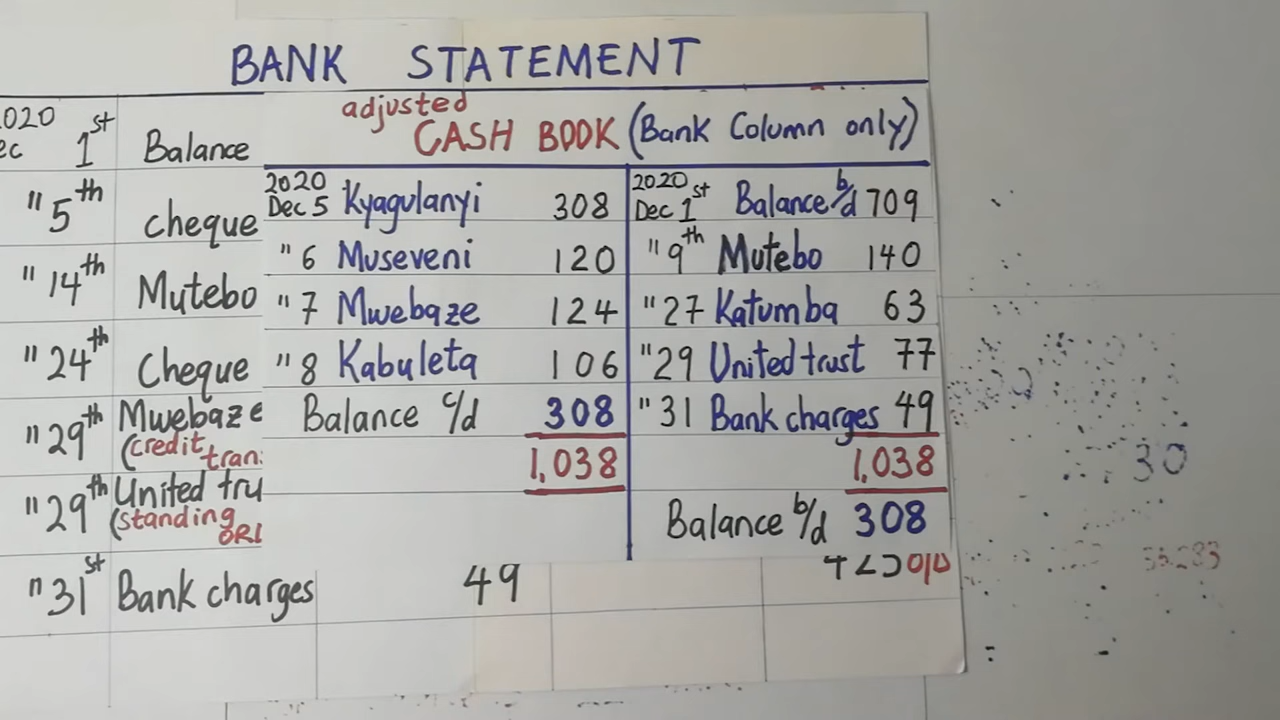 BANK STATEMENT
2020
Dec 1st Balance
" 5th cheque
" 14th Mutebo
" 24th Cheque
" 29th Mwebaze
(credit
" 29th United
(standing
" 31st Bank charges 49
adjusted
CASH BOOK (Bank Column only)
2020
Dec 5 Kyagulanyi 308
" 6 Museveni 120
" 7 Mwebaze 124
" 8 Kabuleta 106
Balance c/d 308
1,038
2020
Dec 1st Balance b/d 709
" 9th Mutebo 140
" 27 Katumba 63
" 29 United trust 77
" 31 Bank charges 49
1,038
Balance b/d 308
30